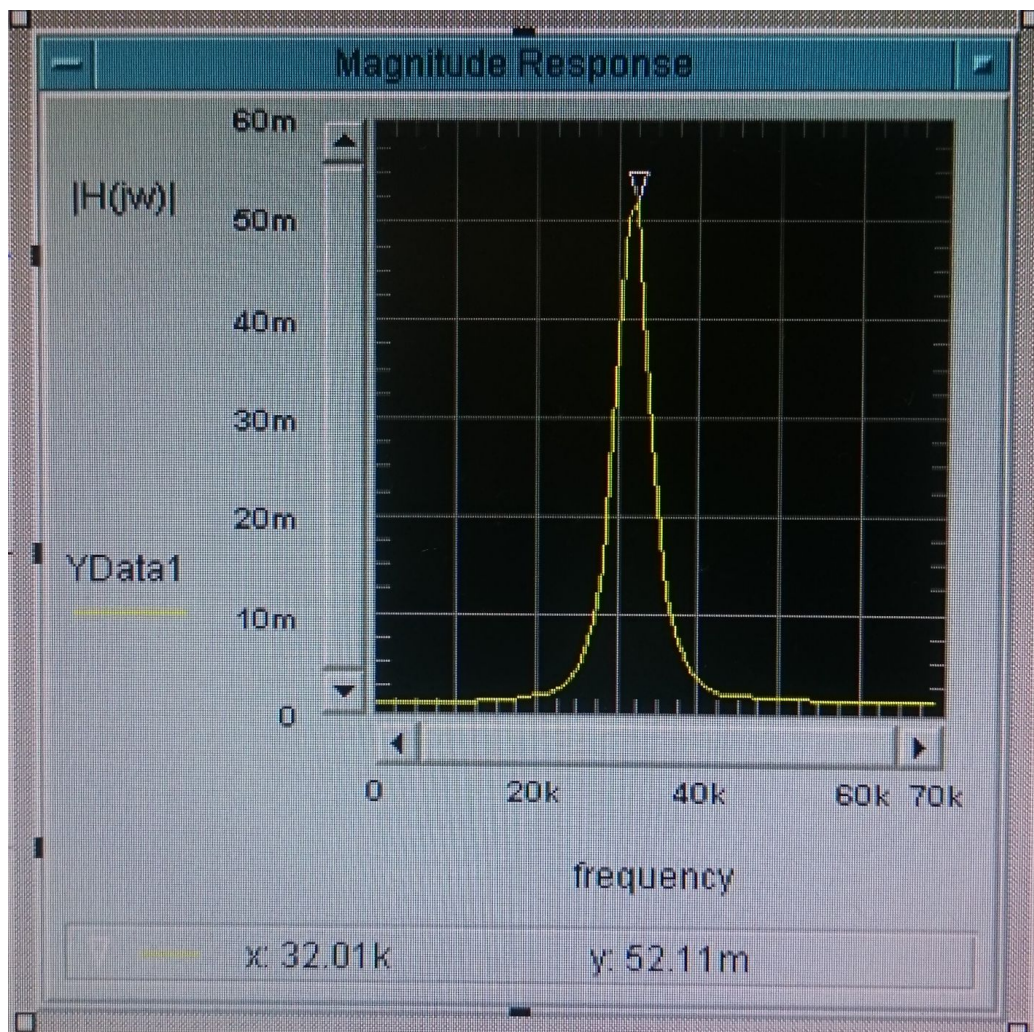 Magnitude Response
60m
|H(jw)|
50m
40m
30m
20m
YData1
10m
0
0 20k 40k 60k 70k
frequency
x: 32.01k y: 52.11m